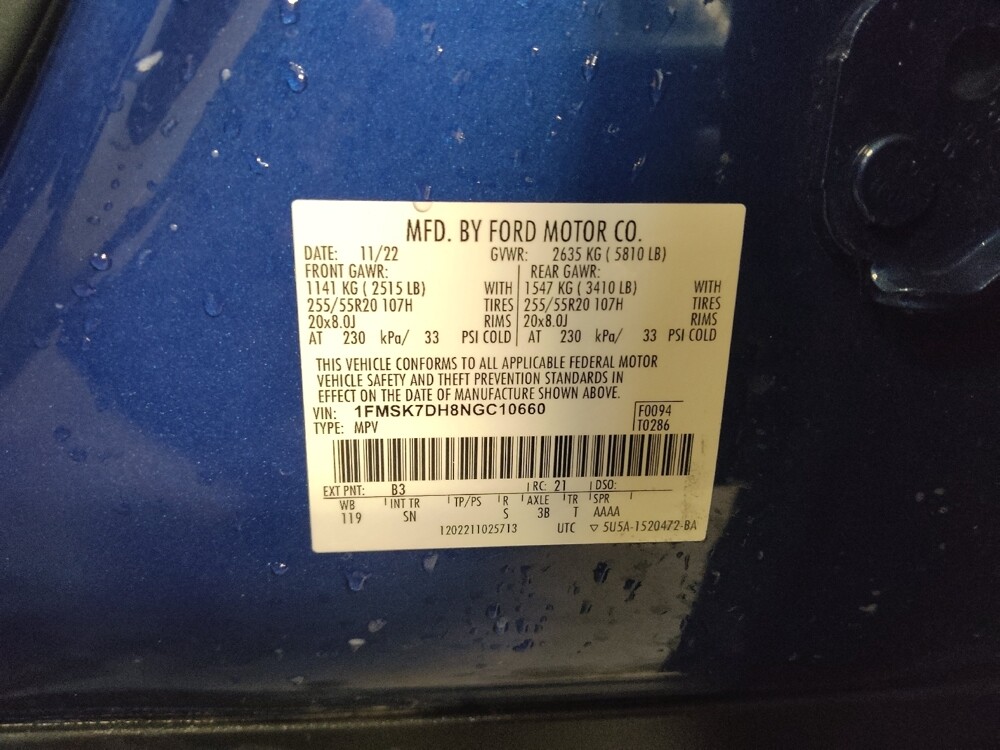 MFD. BY FORD MOTOR CO.
DATE: 11/22 GVWR: 2635 KG ( 5810 LB)
FRONT GAWR: REAR GAWR:
1141 KG ( 2515 LB) WITH 1547 KG ( 3410 LB) WITH
255/55R20 107H TIRES 255/55R20 107H TIRES
20x8.0J RIMS 20x8.0J RIMS
AT 230 kPa/ 33 PSI COLD AT 230 kPa/ 33 PSI COLD
THIS VEHICLE CONFORMS TO ALL APPLICABLE FEDERAL MOTOR
VEHICLE SAFETY AND THEFT PREVENTION STANDARDS IN
EFFECT ON THE DATE OF MANUFACTURE SHOWN ABOVE.
VIN: 1FMSK7DH8NGC10660 F0094
TYPE: MPV T0286
EXT PNT: B3 RC: 21 DSO:
WB INT TR TP/PS R AXLE TR SPR
119 SN S 3B T AAAA
1202211025713 UTC ▽ 5U5A-1520472-BA